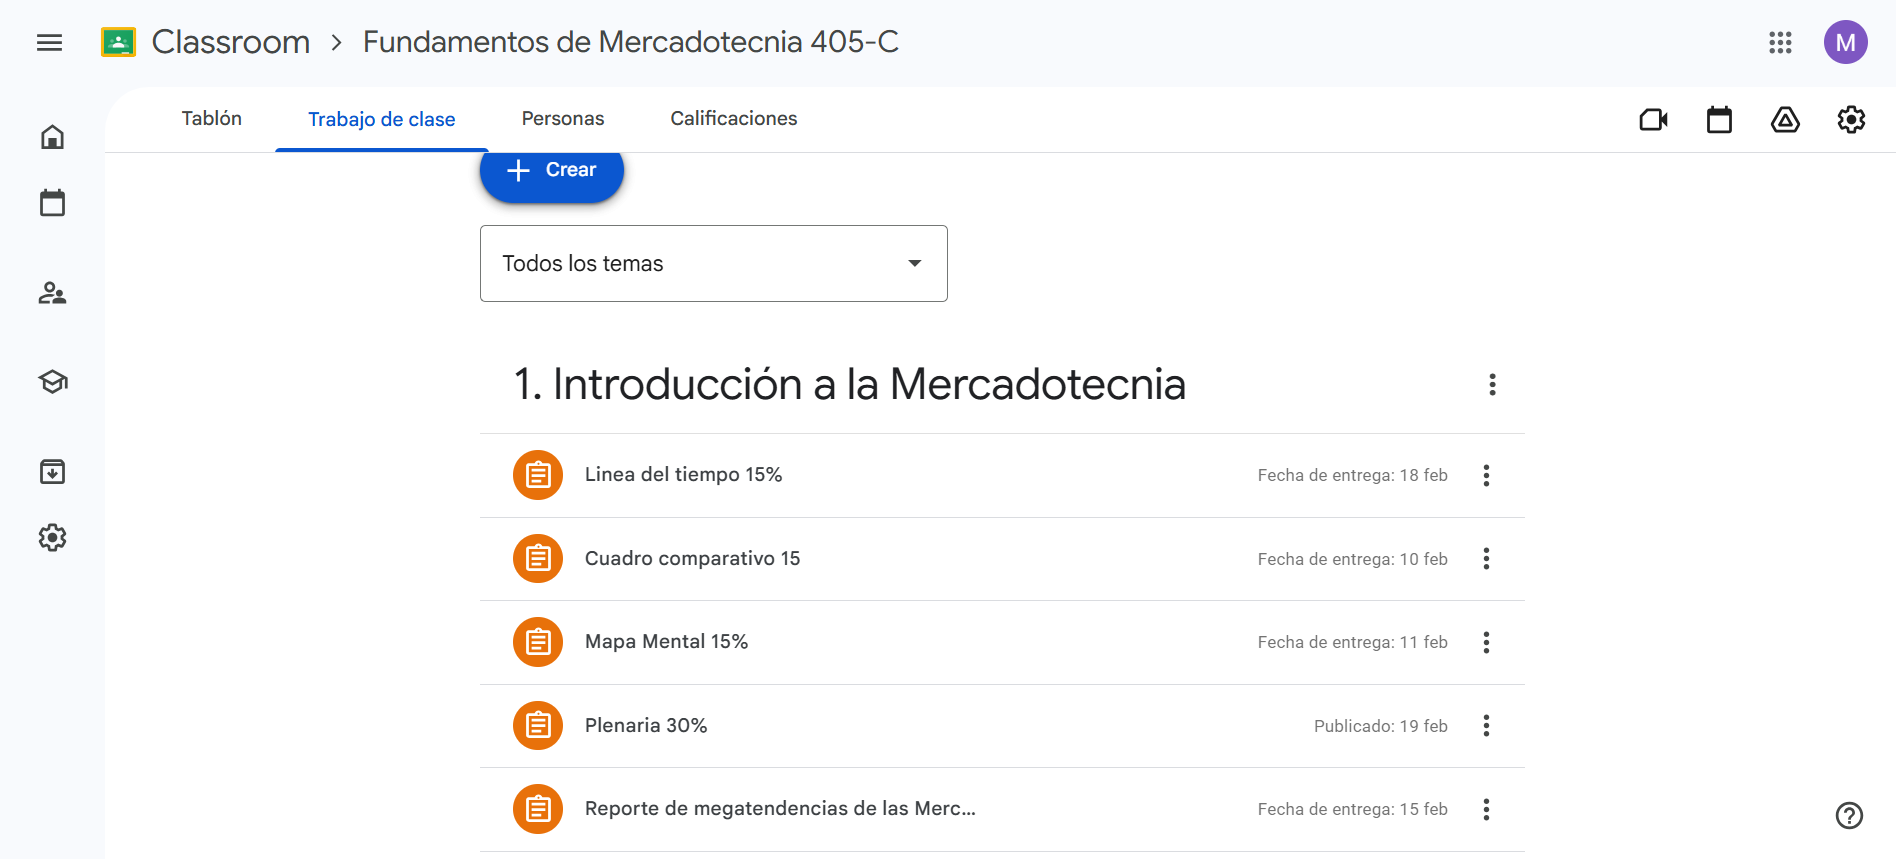 Classroom > Fundamentos de Mercadotecnia 405-C
M
Tablón
Trabajo de clase
Personas
Calificaciones
Crear
Todos los temas
1. Introducción a la Mercadotecnia
Linea del tiempo 15%
Fecha de entrega: 18 feb
Cuadro comparativo 15
Fecha de entrega: 10 feb
Mapa Mental 15%
Fecha de entrega: 11 feb
Plenaria 30%
Publicado: 19 feb
Reporte de megatendencias de las Merc...
Fecha de entrega: 15 feb